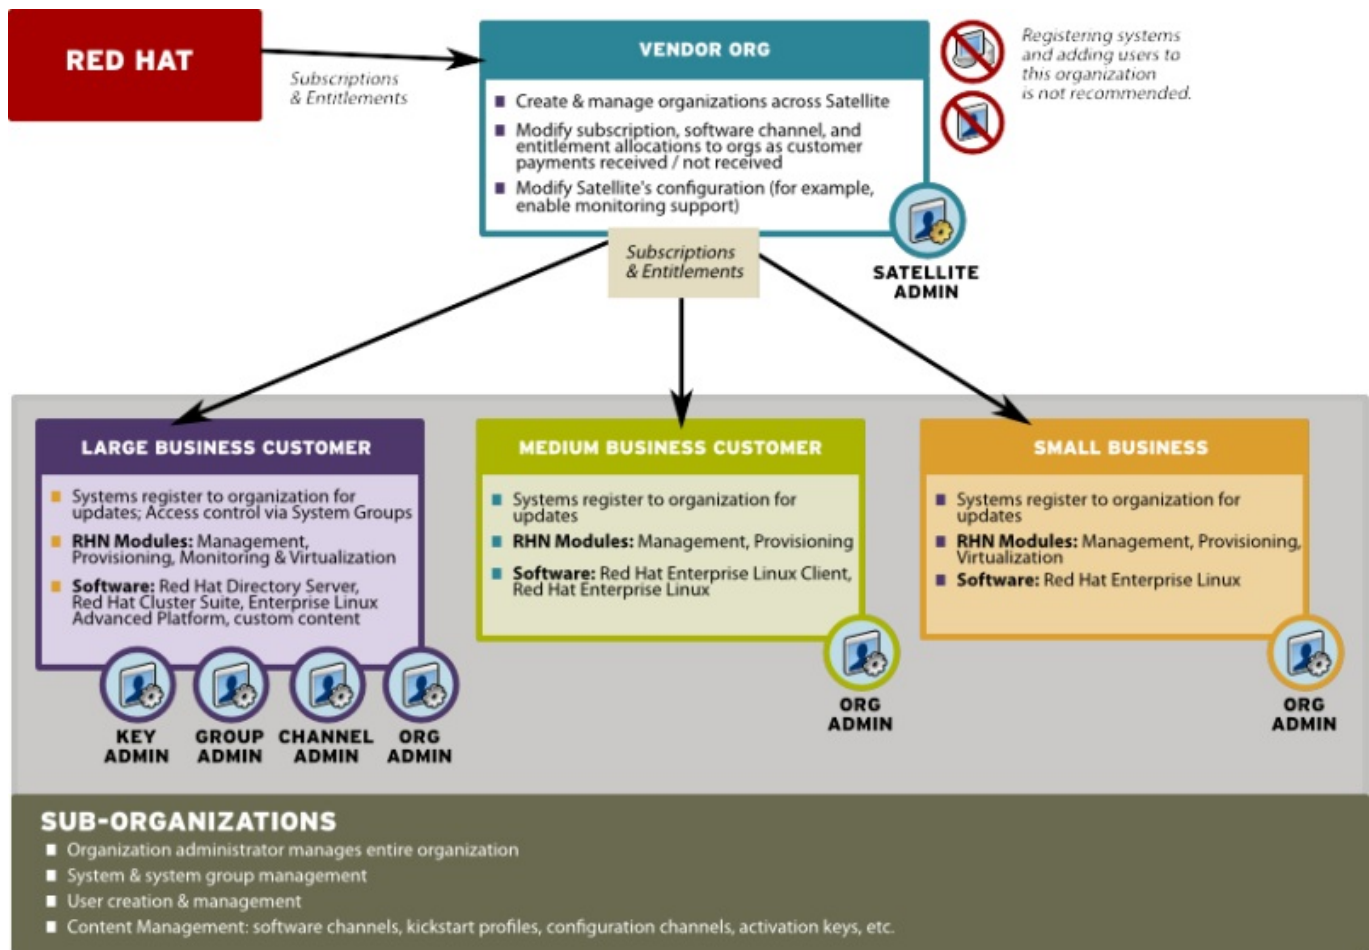 RED HAT
Subscriptions
& Entitlements
VENDOR ORG
■ Create & manage organizations across Satellite
■ Modify subscription, software channel, and
entitlement allocations to orgs as customer
payments received / not received
■ Modify Satellite's configuration (for example,
enable monitoring support)
Registering systems
and adding users to
this organization
is not recommended.
SATELLITE
ADMIN
Subscriptions
& Entitlements
LARGE BUSINESS CUSTOMER
■ Systems register to organization for
updates; Access control via System Groups
■ RHN Modules: Management,
Provisioning, Monitoring & Virtualization
■ Software: Red Hat Directory Server,
Red Hat Cluster Suite, Enterprise Linux
Advanced Platform, custom content
KEY
ADMIN
GROUP
ADMIN
CHANNEL
ADMIN
ORG
ADMIN
MEDIUM BUSINESS CUSTOMER
■ Systems register to organization for
updates
■ RHN Modules: Management, Provisioning
■ Software: Red Hat Enterprise Linux Client,
Red Hat Enterprise Linux
ORG
ADMIN
SMALL BUSINESS
■ Systems register to organization for
updates
■ RHN Modules: Management, Provisioning,
Virtualization
■ Software: Red Hat Enterprise Linux
ORG
ADMIN
SUB-ORGANIZATIONS
■ Organization administrator manages entire organization
■ System & system group management
■ User creation & management
■ Content Management: software channels, kickstart profiles, configuration channels, activation keys, etc.